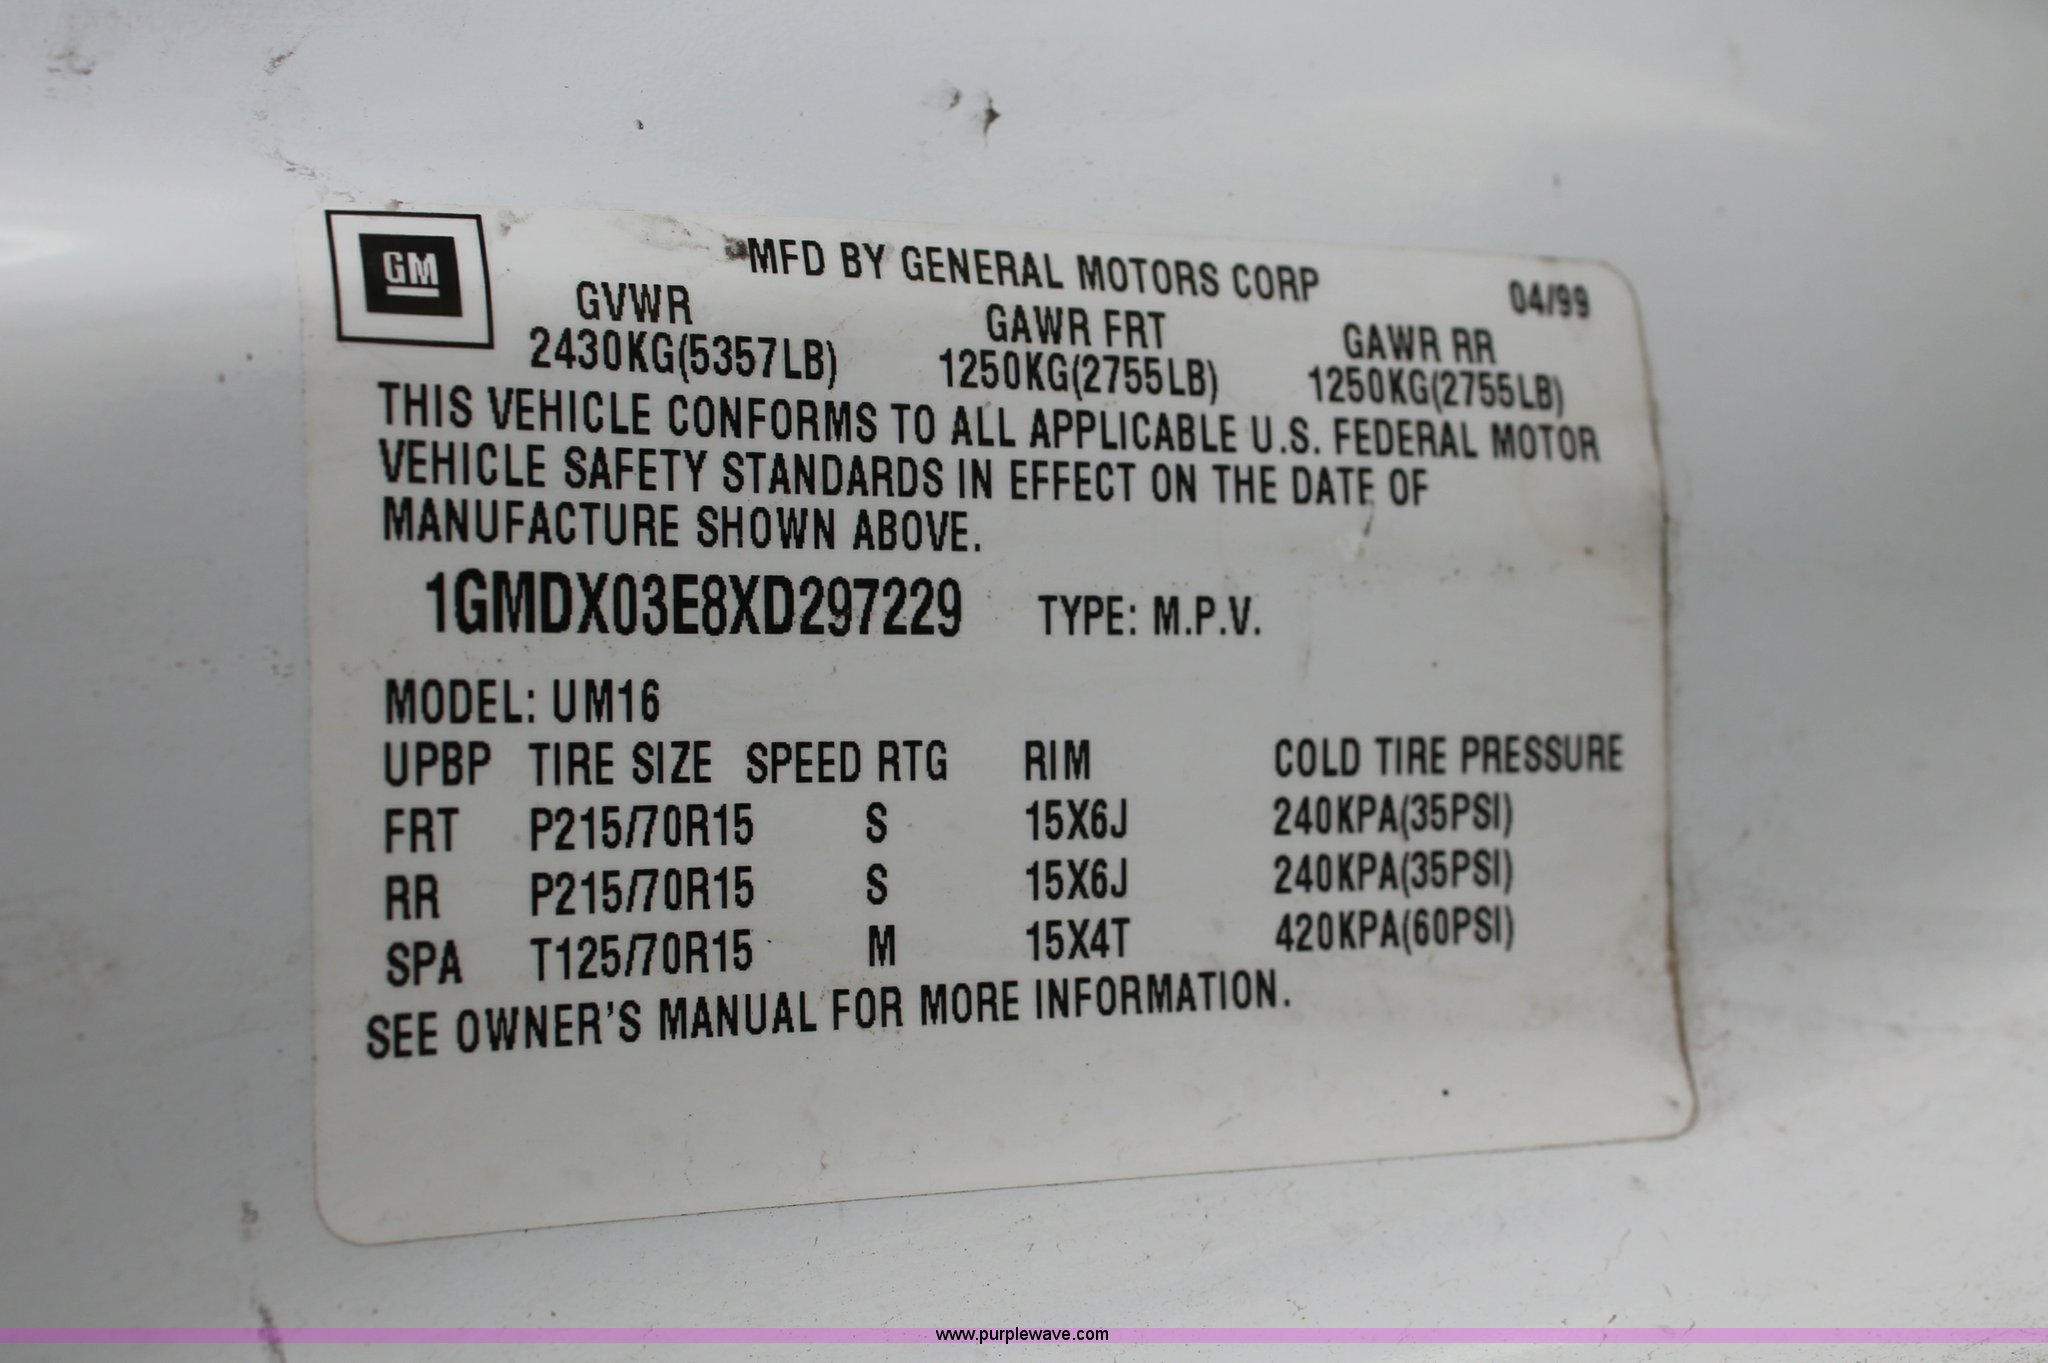 GM
MFD BY GENERAL MOTORS CORP 04/99
GVWR GAWR FRT GAWR RR
2430KG(5357LB) 1250KG(2755LB) 1250KG(2755LB)
THIS VEHICLE CONFORMS TO ALL APPLICABLE U.S. FEDERAL MOTOR
VEHICLE SAFETY STANDARDS IN EFFECT ON THE DATE OF
MANUFACTURE SHOWN ABOVE.
1GMDX03E8XD297229 TYPE: M.P.V.
MODEL: UM16
UPBP TIRE SIZE SPEED RTG RIM COLD TIRE PRESSURE
FRT P215/70R15 S 15X6J 240KPA(35PSI)
RR P215/70R15 S 15X6J 240KPA(35PSI)
SPA T125/70R15 M 15X4T 420KPA(60PSI)
SEE OWNER'S MANUAL FOR MORE INFORMATION.
www.purplewave.com